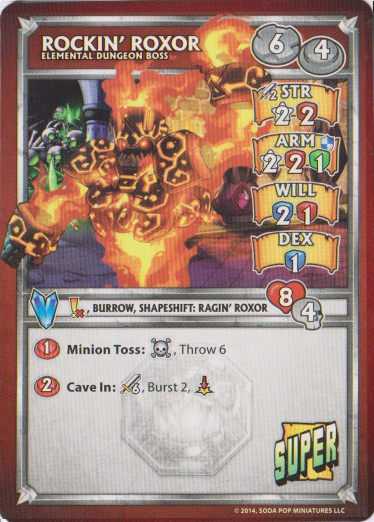 ROCKIN' ROXOR
ELEMENTAL DUNGEON BOSS
6 4
2 STR
2 2
ARM
2 2 1
WILL
2 1
DEX
1
, BURROW, SHAPESHIFT: RAGIN' ROXOR
8
4
1 Minion Toss: , Throw 6
2 Cave In: , Burst 2,
SUPER
© 2014, SODA POP MINIATURES LLC